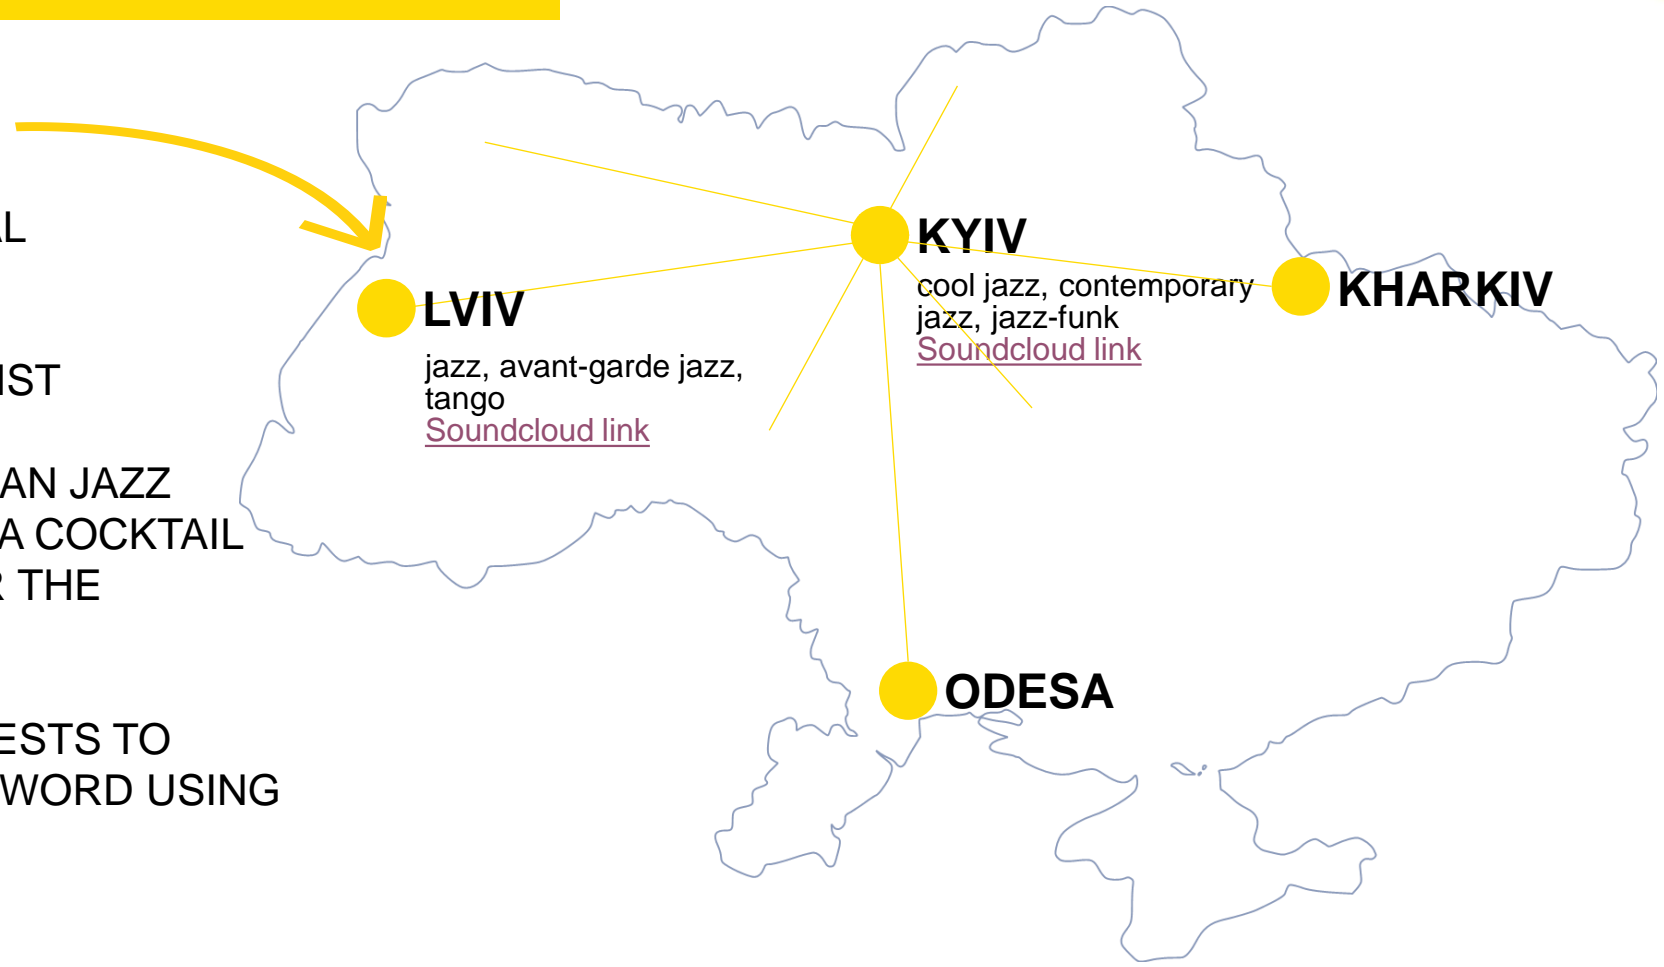 AL
IST
AN JAZZ
A COCKTAIL
R THE
ESTS TO
WORD USING
KYIV
cool jazz, contemporary
jazz, jazz-funk
Soundcloud link
KHARKIV
LVIV
jazz, avant-garde jazz,
tango
Soundcloud link
ODESA